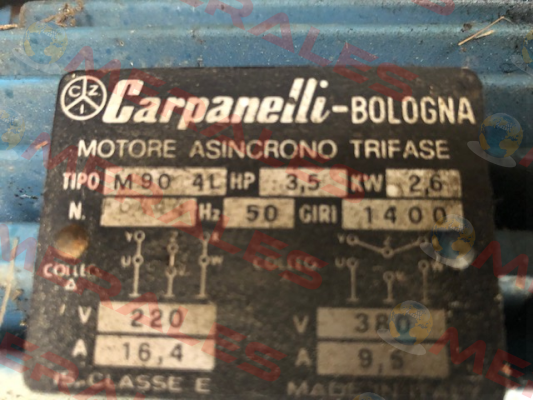 Carpanelli-BOLOGNA
MOTORE ASINCRONO TRIFASE
TIPO M90 4L HP 3,5 KW 2,6
N. Hz 50 GIRI 1400
COLLEG. COLLEG.
V 220 V 380
A 16,4 A 9,5
IS. CLASSE E MADE IN ITALY